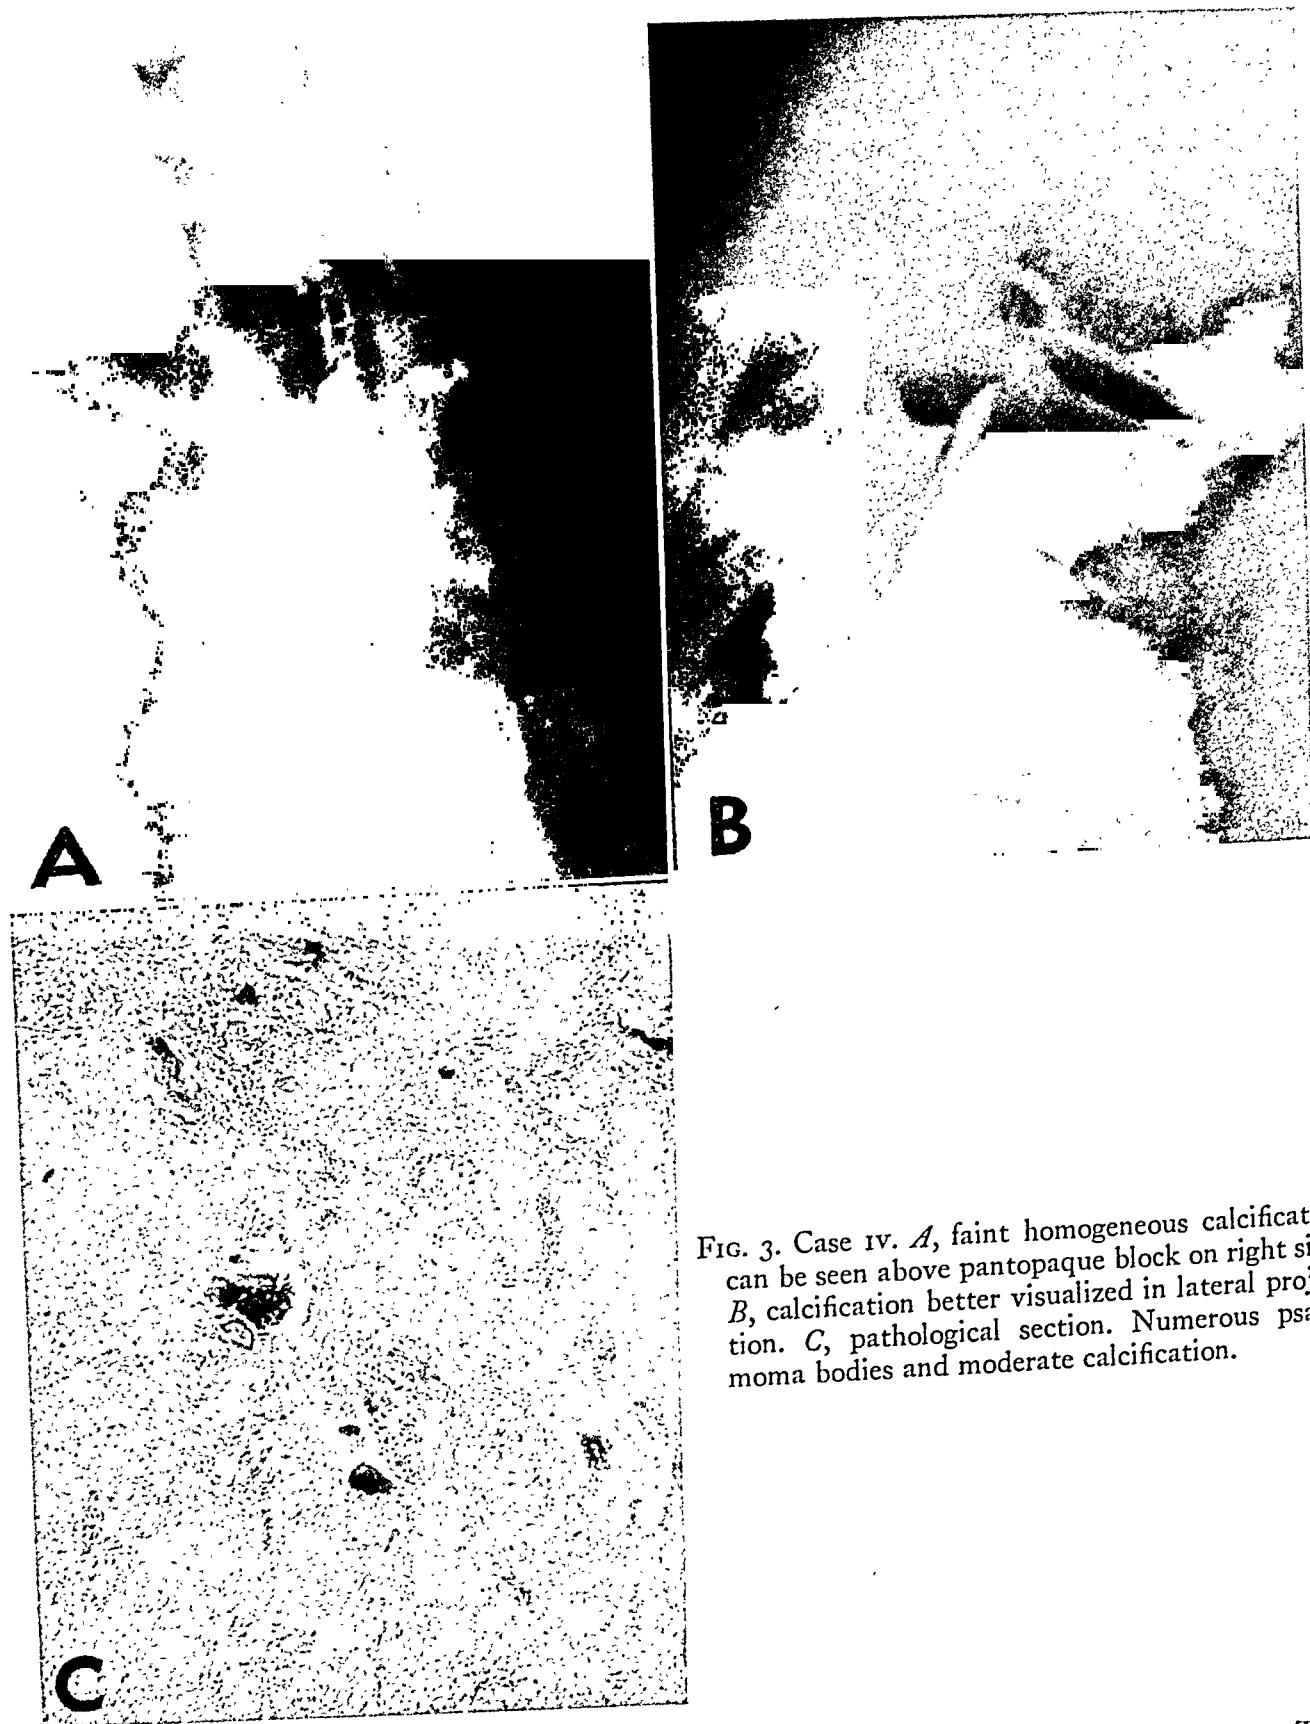 A
B
C
FIG. 3. Case IV. A, faint homogeneous calcificat
can be seen above pantopaque block on right si
B, calcification better visualized in lateral proj
tion. C, pathological section. Numerous psa
moma bodies and moderate calcification.